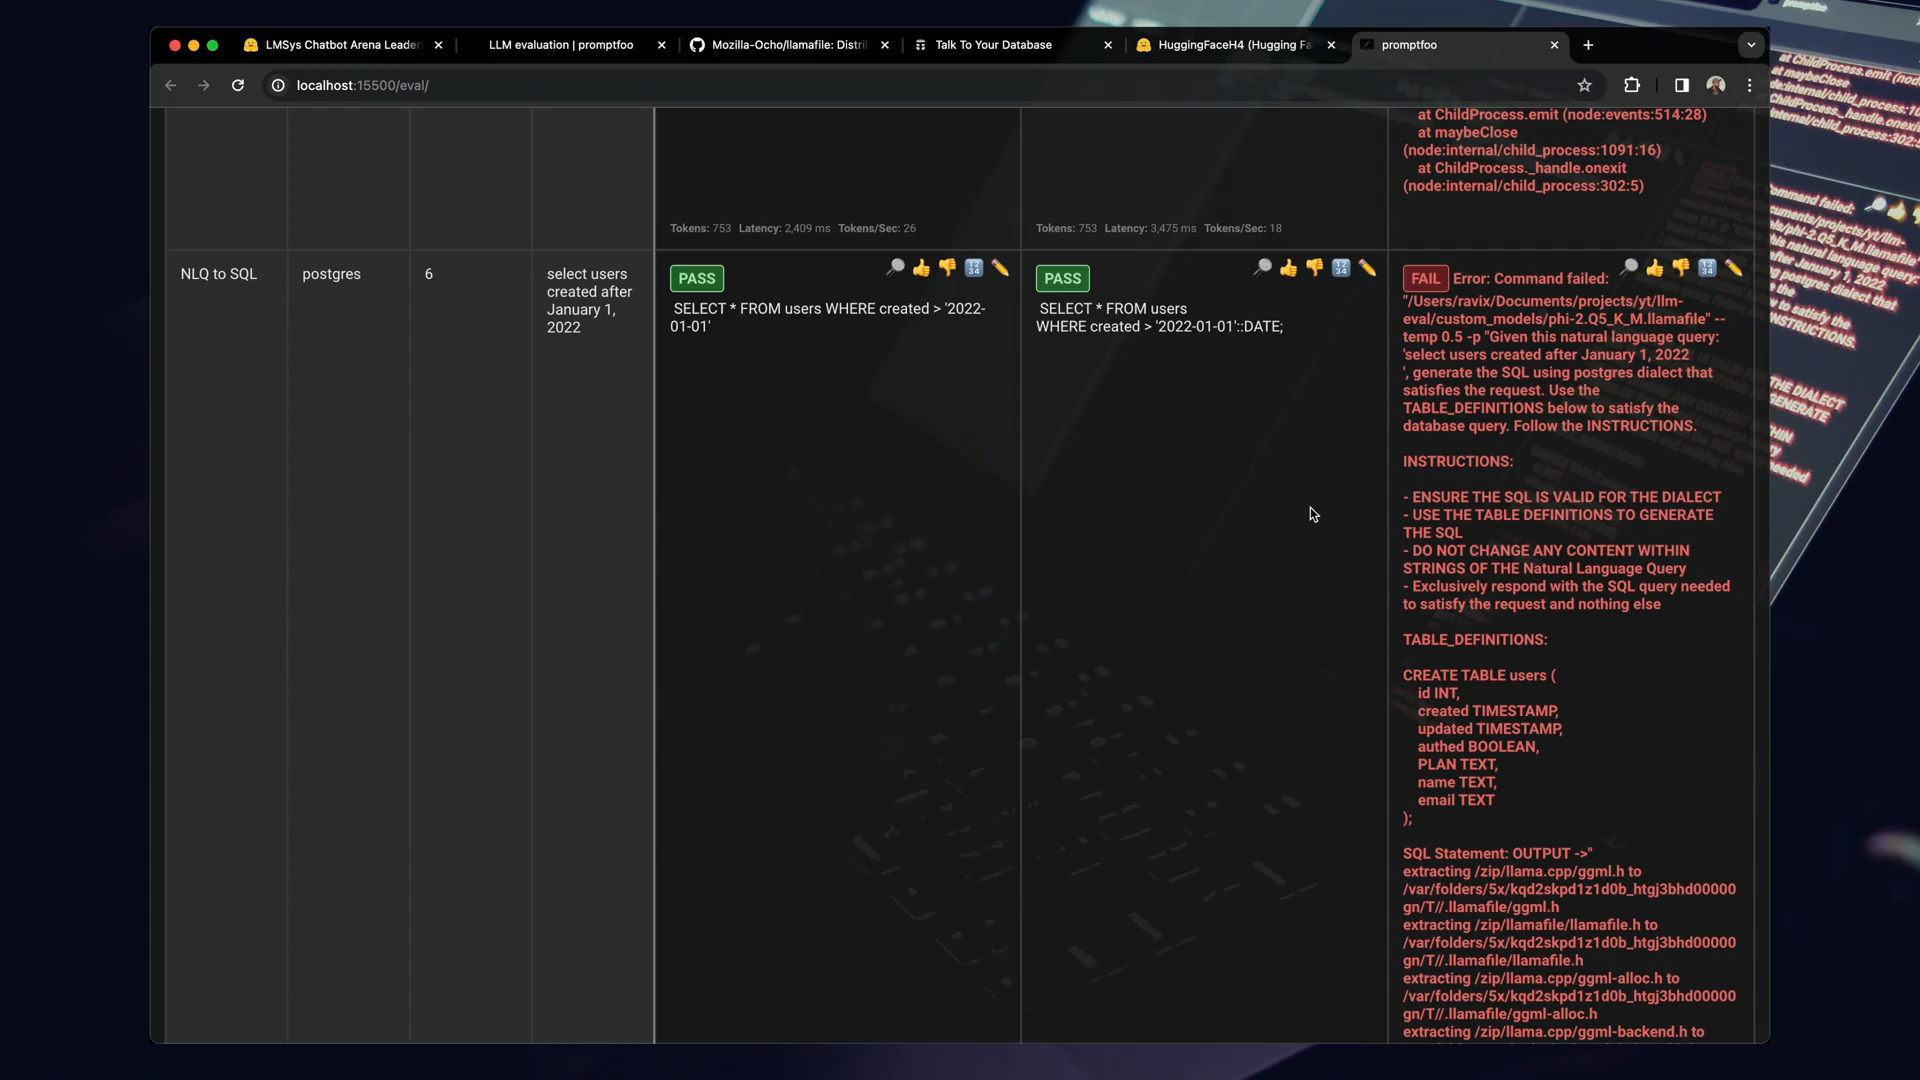 LMSys Chatbot Arena Leader
LLM evaluation | promptfoo
Mozilla-Ocho/llamafile: Distri
Talk To Your Database
HuggingFaceH4 (Hugging Fa
promptfoo
localhost:15500/eval/
at ChildProcess.emit (node:events:514:28)
at maybeClose
(node:internal/child_process:1091:16)
at ChildProcess._handle.onexit
(node:internal/child_process:302:5)
Tokens: 753 Latency: 2,409 ms Tokens/Sec: 26
Tokens: 753 Latency: 3,475 ms Tokens/Sec: 18
NLQ to SQL
postgres
6
select users
created after
January 1,
2022
PASS
SELECT * FROM users WHERE created > '2022-
01-01'
PASS
SELECT * FROM users
WHERE created > '2022-01-01'::DATE;
FAIL Error: Command failed:
"/Users/ravix/Documents/projects/yt/llm-
eval/custom_models/phi-2.Q5_K_M.llamafile" --
temp 0.5 -p "Given this natural language query:
'select users created after January 1, 2022
', generate the SQL using postgres dialect that
satisfies the request. Use the
TABLE_DEFINITIONS below to satisfy the
database query. Follow the INSTRUCTIONS.
INSTRUCTIONS:
- ENSURE THE SQL IS VALID FOR THE DIALECT
- USE THE TABLE DEFINITIONS TO GENERATE
THE SQL
- DO NOT CHANGE ANY CONTENT WITHIN
STRINGS OF THE Natural Language Query
- Exclusively respond with the SQL query needed
to satisfy the request and nothing else
TABLE_DEFINITIONS:
CREATE TABLE users (
id INT,
created TIMESTAMP,
updated TIMESTAMP,
authed BOOLEAN,
PLAN TEXT,
name TEXT,
email TEXT
);
SQL Statement: OUTPUT ->"
extracting /zip/llama.cpp/ggml.h to
/var/folders/5x/kqd2skpd1z1d0b_htgj3bhd00000
gn/T//.llamafile/ggml.h
extracting /zip/llamafile/llamafile.h to
/var/folders/5x/kqd2skpd1z1d0b_htgj3bhd00000
gn/T//.llamafile/llamafile.h
extracting /zip/llama.cpp/ggml-alloc.h to
/var/folders/5x/kqd2skpd1z1d0b_htgj3bhd00000
gn/T//.llamafile/ggml-alloc.h
extracting /zip/llama.cpp/ggml-backend.h to